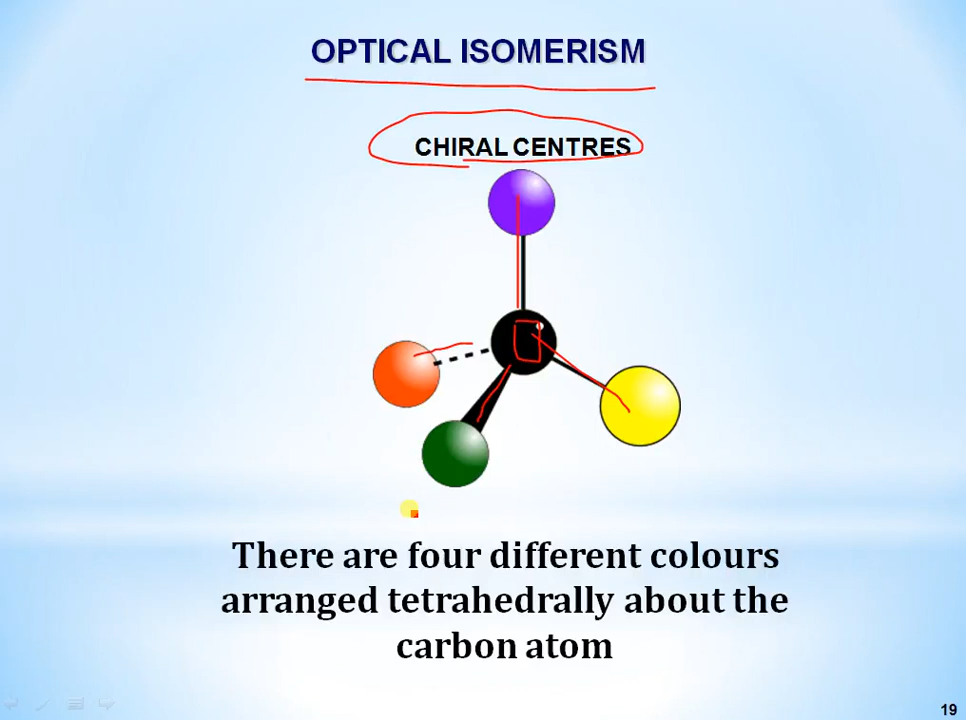 OPTICAL ISOMERISM
CHIRAL CENTRES
There are four different colours
arranged tetrahedrally about the
carbon atom
19